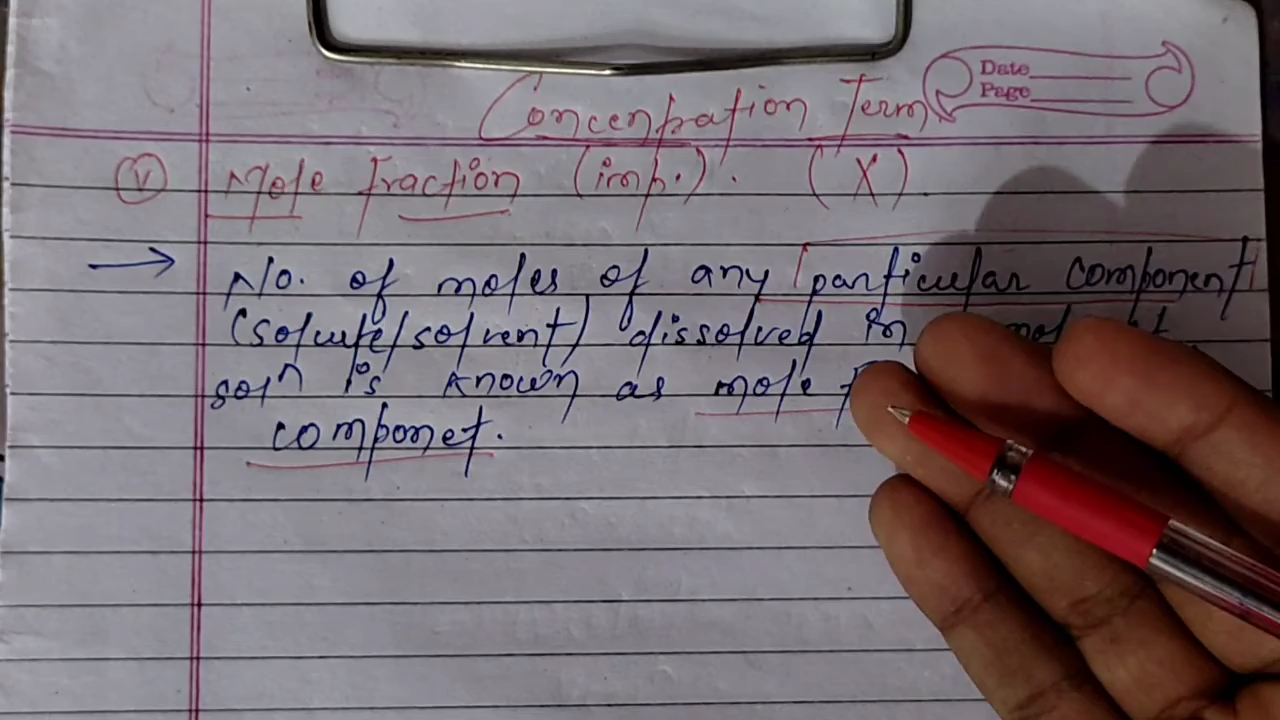 Concentration Term
Date
Page
(V) Mole fraction (imp.). (X).
→ No. of moles of any particular component
(solute/solvent) dissolved in
soln is known as mole
componet.